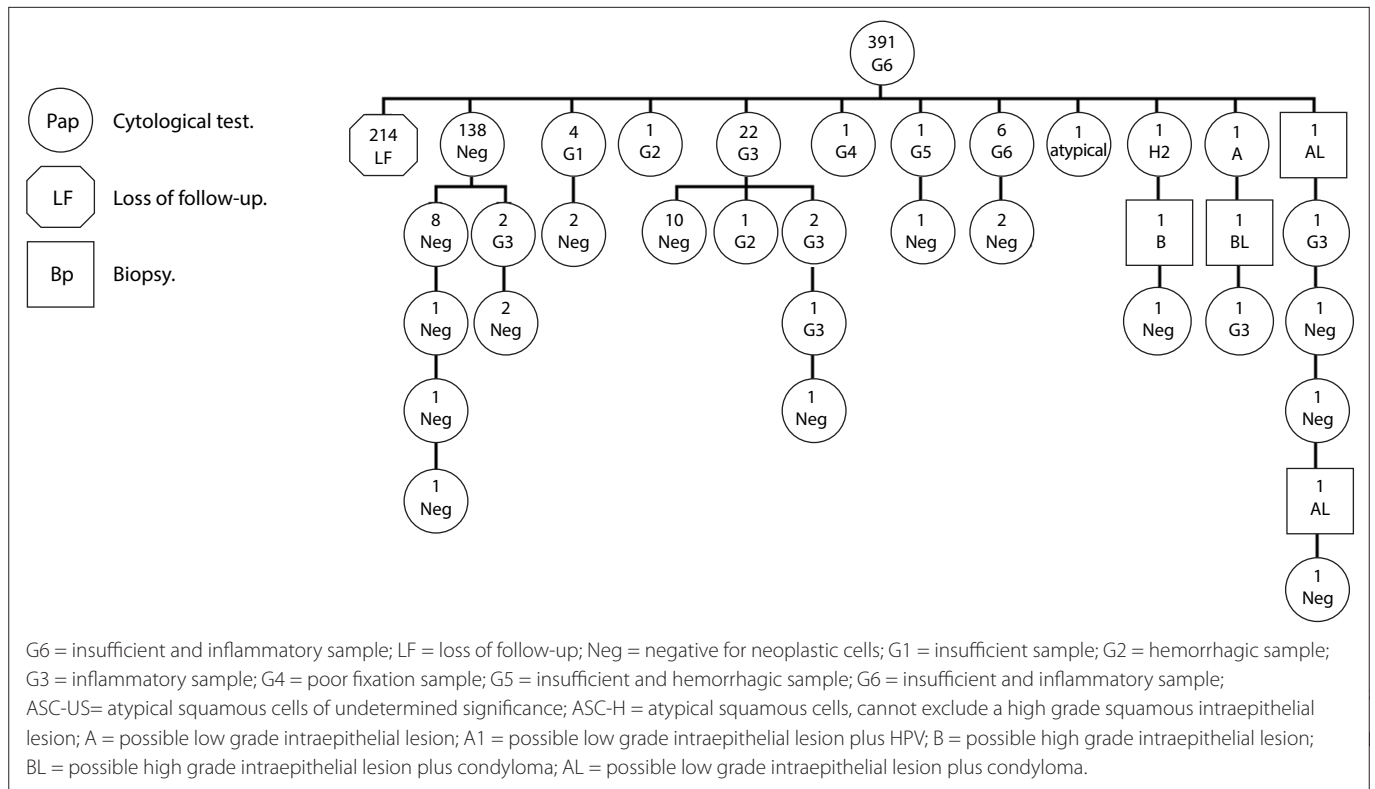 391
G6
Pap
Cytological test.
LF
Loss of follow-up.
Bp
Biopsy.
214
LF
138
Neg
4
G1
1
G2
22
G3
1
G4
1
G5
6
G6
1
atypical
1
H2
1
A
1
AL
8
Neg
2
G3
2
Neg
10
Neg
1
G2
2
G3
1
Neg
2
Neg
1
B
1
BL
1
G3
1
Neg
2
Neg
1
G3
1
Neg
1
G3
1
Neg
1
Neg
1
Neg
1
Neg
1
Neg
1
AL
1
Neg
G6 = insufficient and inflammatory sample; LF = loss of follow-up; Neg = negative for neoplastic cells; G1 = insufficient sample; G2 = hemorrhagic sample;
G3 = inflammatory sample; G4 = poor fixation sample; G5 = insufficient and hemorrhagic sample; G6 = insufficient and inflammatory sample;
ASC-US= atypical squamous cells of undetermined significance; ASC-H = atypical squamous cells, cannot exclude a high grade squamous intraepithelial
lesion; A = possible low grade intraepithelial lesion; A1 = possible low grade intraepithelial lesion plus HPV; B = possible high grade intraepithelial lesion;
BL = possible high grade intraepithelial lesion plus condyloma; AL = possible low grade intraepithelial lesion plus condyloma.